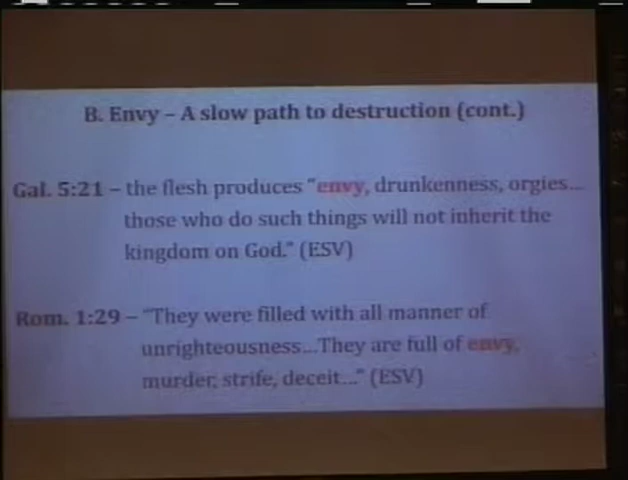 B. Envy – A slow path to destruction (cont.)
Gal. 5:21 – the flesh produces "envy, drunkenness, orgies...
those who do such things will not inherit the
kingdom on God." (ESV)
Rom. 1:29 – "They were filled with all manner of
unrighteousness...They are full of envy,
murder, strife, deceit..." (ESV)